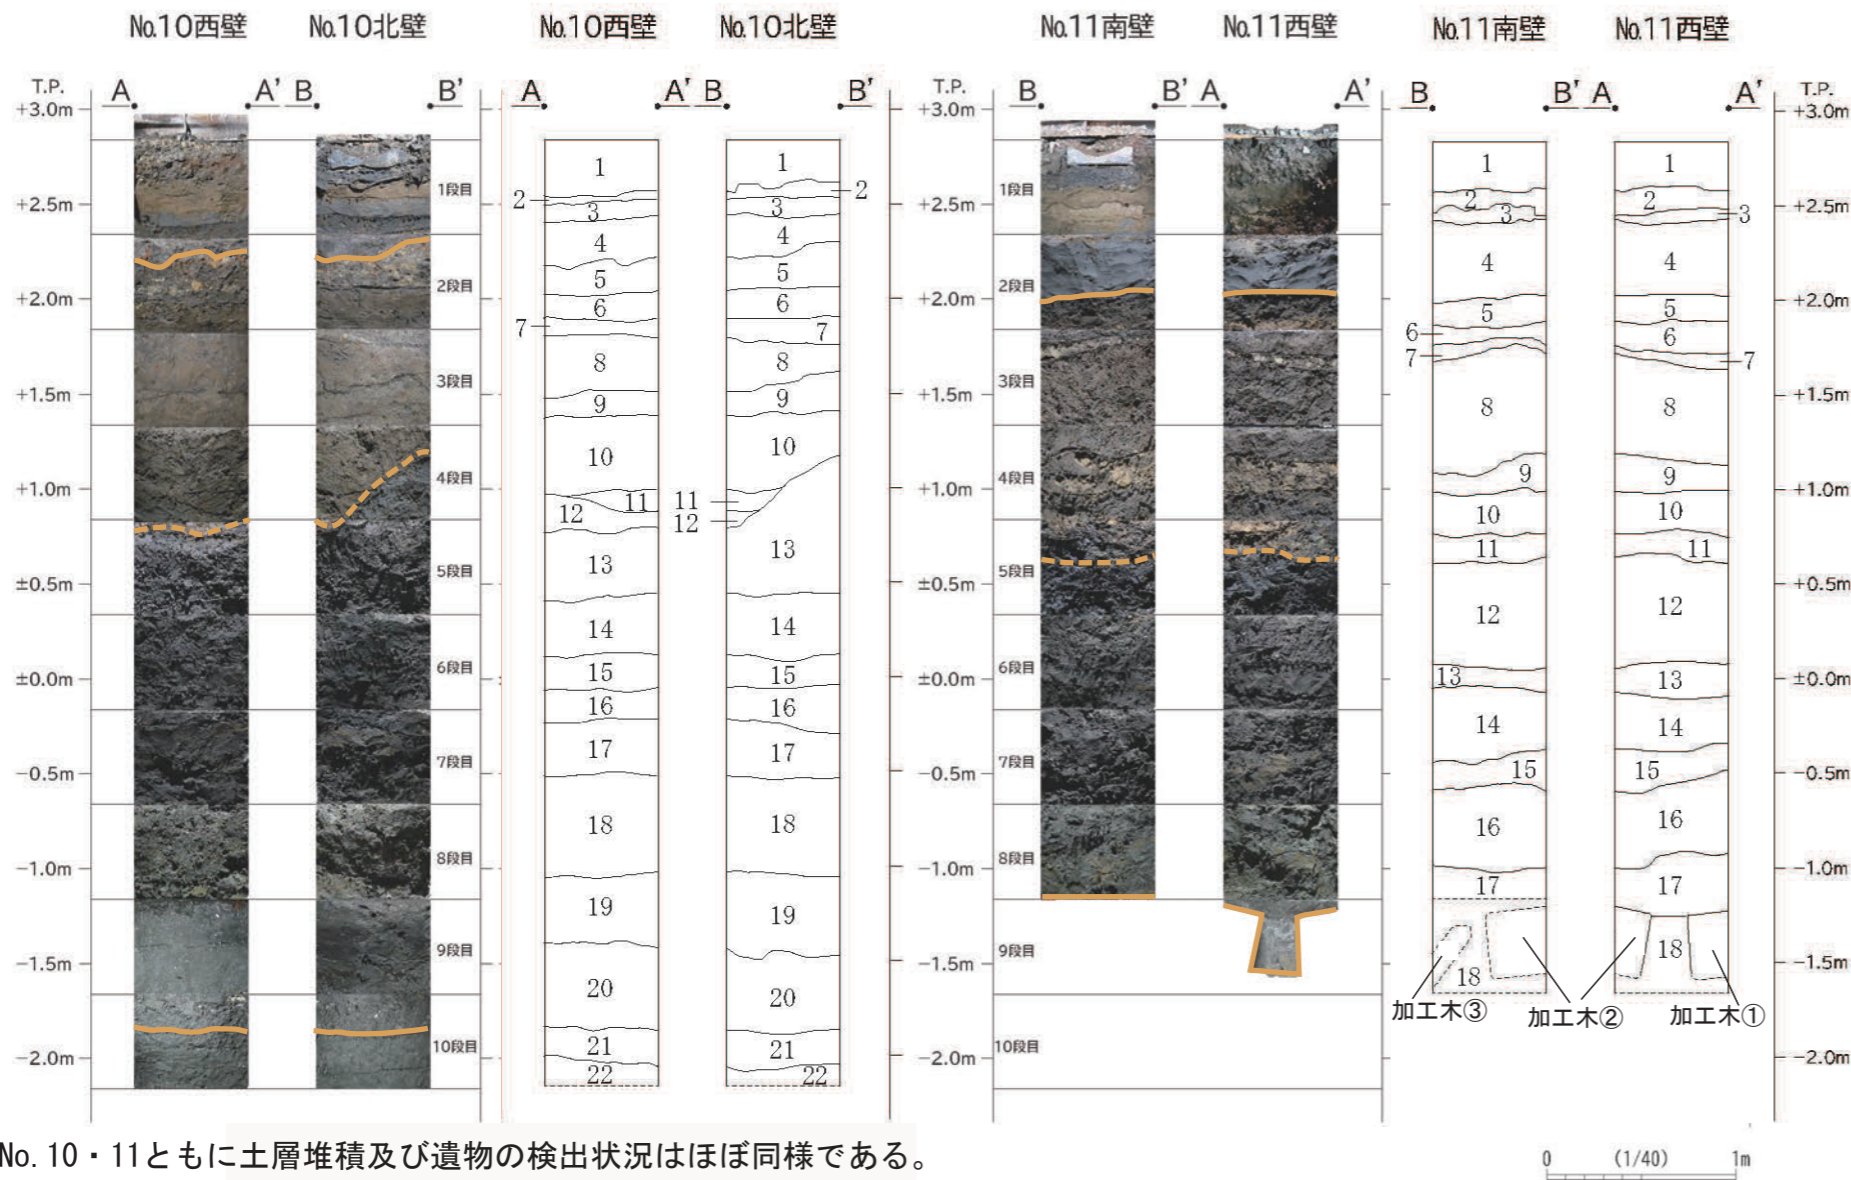 No.10西壁 No.10北壁 No.10西壁 No.10北壁 No.11南壁 No.11西壁 No.11南壁 No.11西壁
T.P. A A' B B' A A' B B' T.P. B B' A A' B B' A A' T.P.
+3.0m +3.0m +3.0m
1 1 1 1
1段目 1段目
2 2 2 2
+2.5m 3 3 +2.5m 3 3 +2.5m
4 4 4 4
2段目 5 5 2段目
+2.0m 6 6 +2.0m 5 5 +2.0m
7 7 6 6
7 7
3段目 8 8 3段目
+1.5m 9 9 +1.5m 8 8 +1.5m
4段目 10 10 4段目 9 9
+1.0m 11 11 +1.0m 10 10 +1.0m
12 12
5段目 13 13 5段目 11 11
±0.5m ±0.5m +0.5m
14 14 12 12
6段目 15 15 6段目
±0.0m 16 16 ±0.0m 13 13 ±0.0m
7段目 17 17 7段目 14 14
−0.5m −0.5m 15 15 −0.5m
8段目 18 18 8段目 16 16
−1.0m −1.0m 17 17 −1.0m
9段目 19 19 9段目
−1.5m −1.5m 18 18 −1.5m
20 20 加工木③ 加工木② 加工木①
10段目 21 21 10段目
−2.0m 22 22 −2.0m −2.0m
No.10・11ともに土層堆積及び遺物の検出状況はほぼ同様である。
0 (1/40) 1m